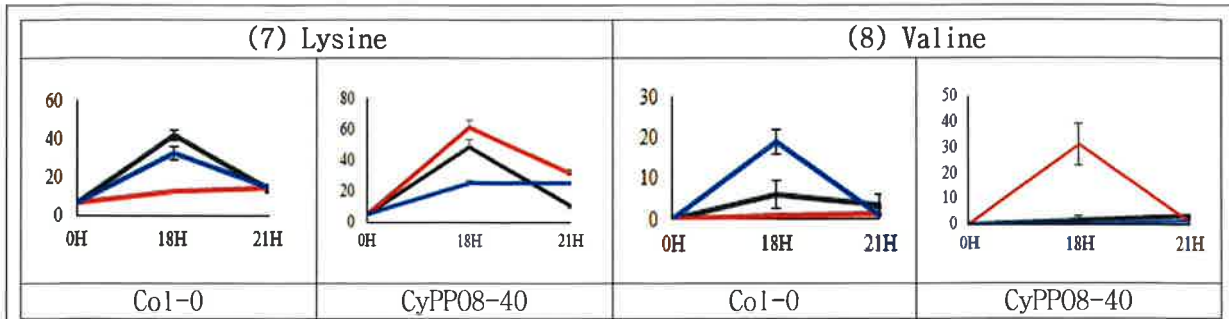 (7) Lysine (8) Valine
60 80 30 50
40 60 20 40
20 40 10 30
0 20 0 20
0 10
0
0H 18H 21H 0H 18H 21H 0H 18H 21H 0H 18H 21H
Col-0 CyPPO8-40 Col-0 CyPPO8-40